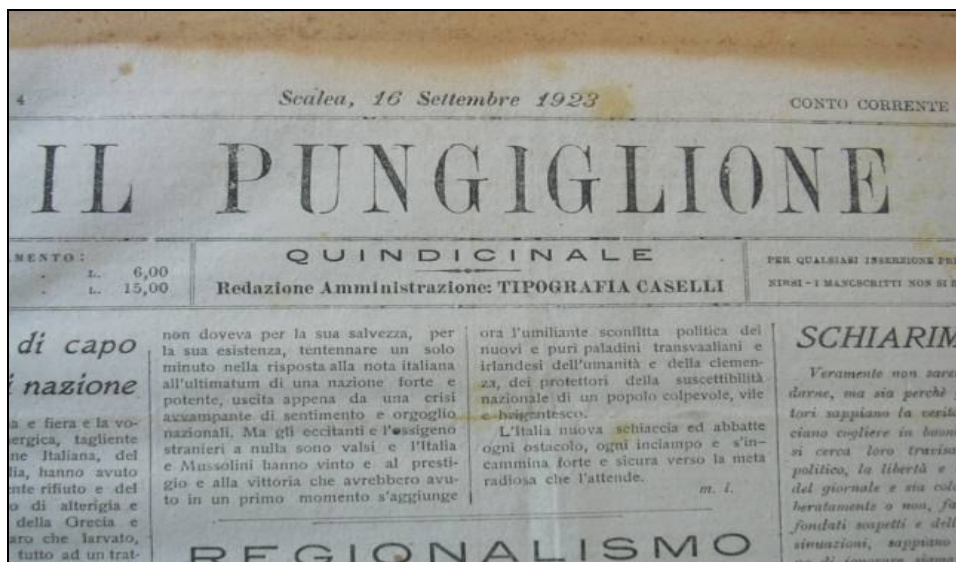 4
Scalea, 16 Settembre 1923
CONTO CORRENTE
IL PUNGIGLIONE
MENTO:
L. 6,00
L. 15,00
QUINDICINALE
Redazione Amministrazione: TIPOGRAFIA CASELLI
PER QUALSIASI INSERZIONE
NIRSI - I MANOSCRITTI NON SI
di capo
nazione
e fiera e la vo-
ergica, tagliente
ne Italiana, del
lia, hanno avuto
nte rifiuto e del
o di alterigia e
della Grecia e
aro che larvato,
tutto ad un trat-
non doveva per la sua salvezza, per
la sua esistenza, tentennare un solo
minuto nella risposta alla nota italiana
all'ultimatum di una nazione forte e
potente, uscita appena da una crisi
avvampante di sentimento e orgoglio
nazionali. Ma gli eccitanti e l'ossigeno
stranieri a nulla sono valsi e l'Italia
e Mussolini hanno vinto e al presti-
gio e alla vittoria che avrebbero avu-
to in un primo momento s'aggiunge
ora l'umiliante sconfitta politica dei
nuovi e puri paladini transvaaliani e
irlandesi dell'umanità e della clemen-
za, dei protettori della suscettibilità
nazionale di un popolo colpevole, vile
e brigantesco.
L'Italia nuova schiaccia ed abbatte
ogni ostacolo, ogni inciampo e s'in-
cammina forte e sicura verso la meta
radiosa che l'attende.
m. l.
REGIONALISMO
SCHIARIM
Veramente non sare
darne, ma sia perchè
tori sappiano la verità
ciano cogliere in buon
si cerca loro travisa
politico, la libertà e
del giornale e sia col
beratamente o non, fa
fondati sospetti e dell
sinuazioni, sappiano